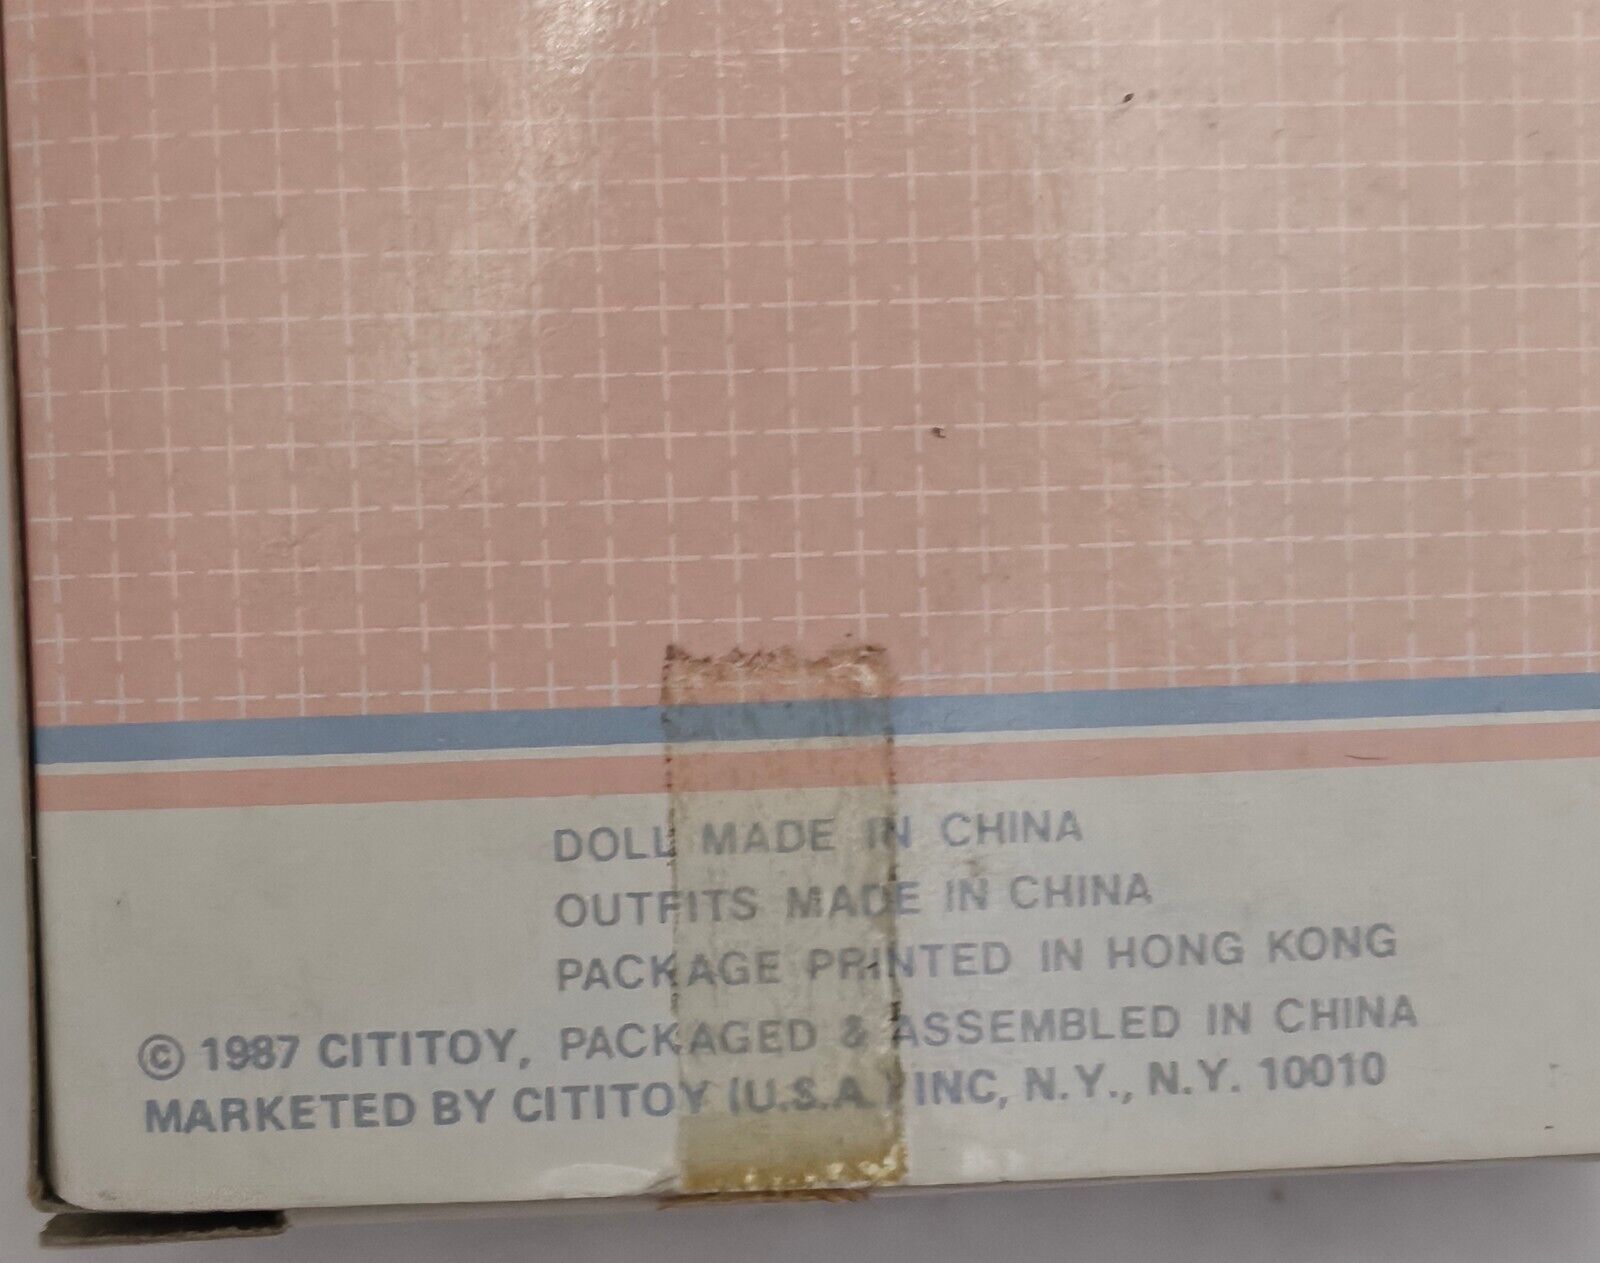 DOLL MADE IN CHINA
OUTFITS MADE IN CHINA
PACKAGE PRINTED IN HONG KONG
© 1987 CITITOY, PACKAGED & ASSEMBLED IN CHINA
MARKETED BY CITITOY (U.S.A.) INC, N.Y., N.Y. 10010